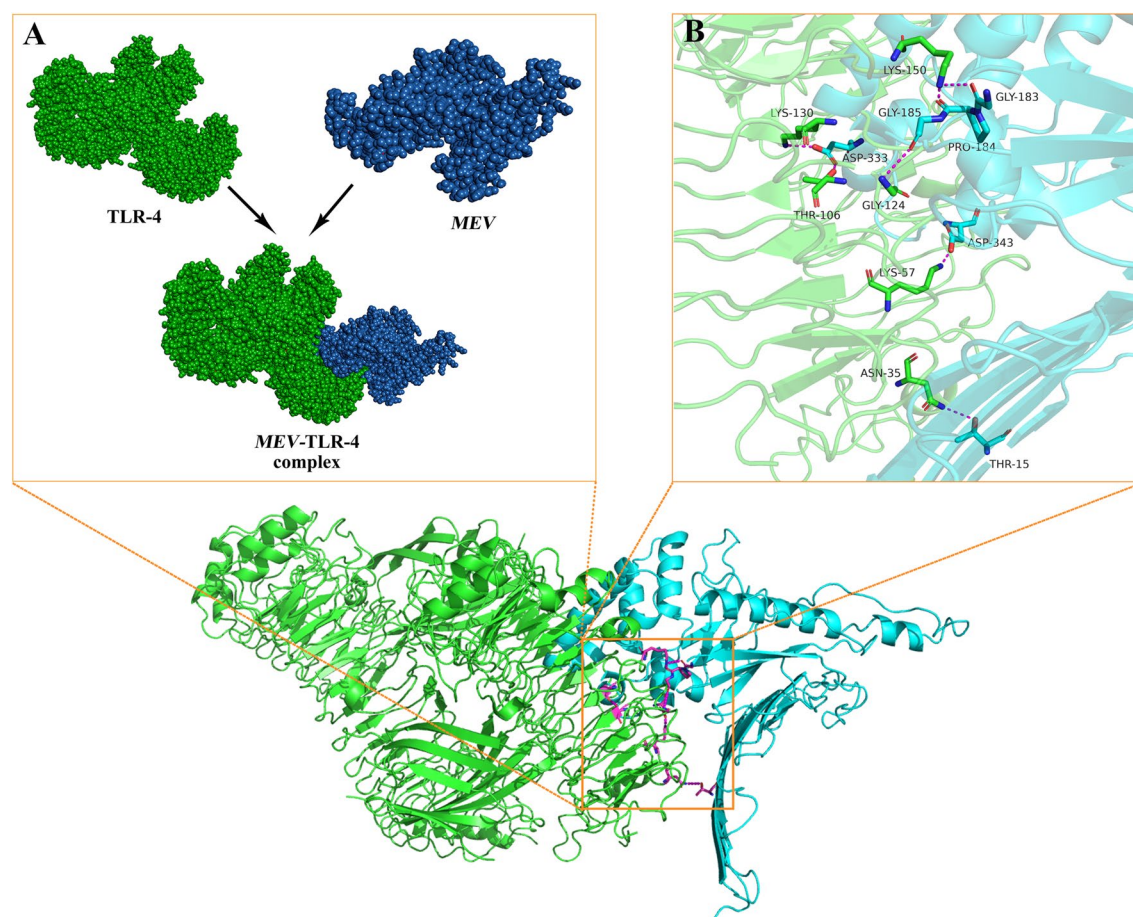 A
TLR-4
MEV
MEV-TLR-4
complex
B
LYS-150
GLY-183
LYS-130
GLY-185
PRO-184
ASP-333
GLY-124
THR-106
ASP-343
LYS-57
ASN-35
THR-15